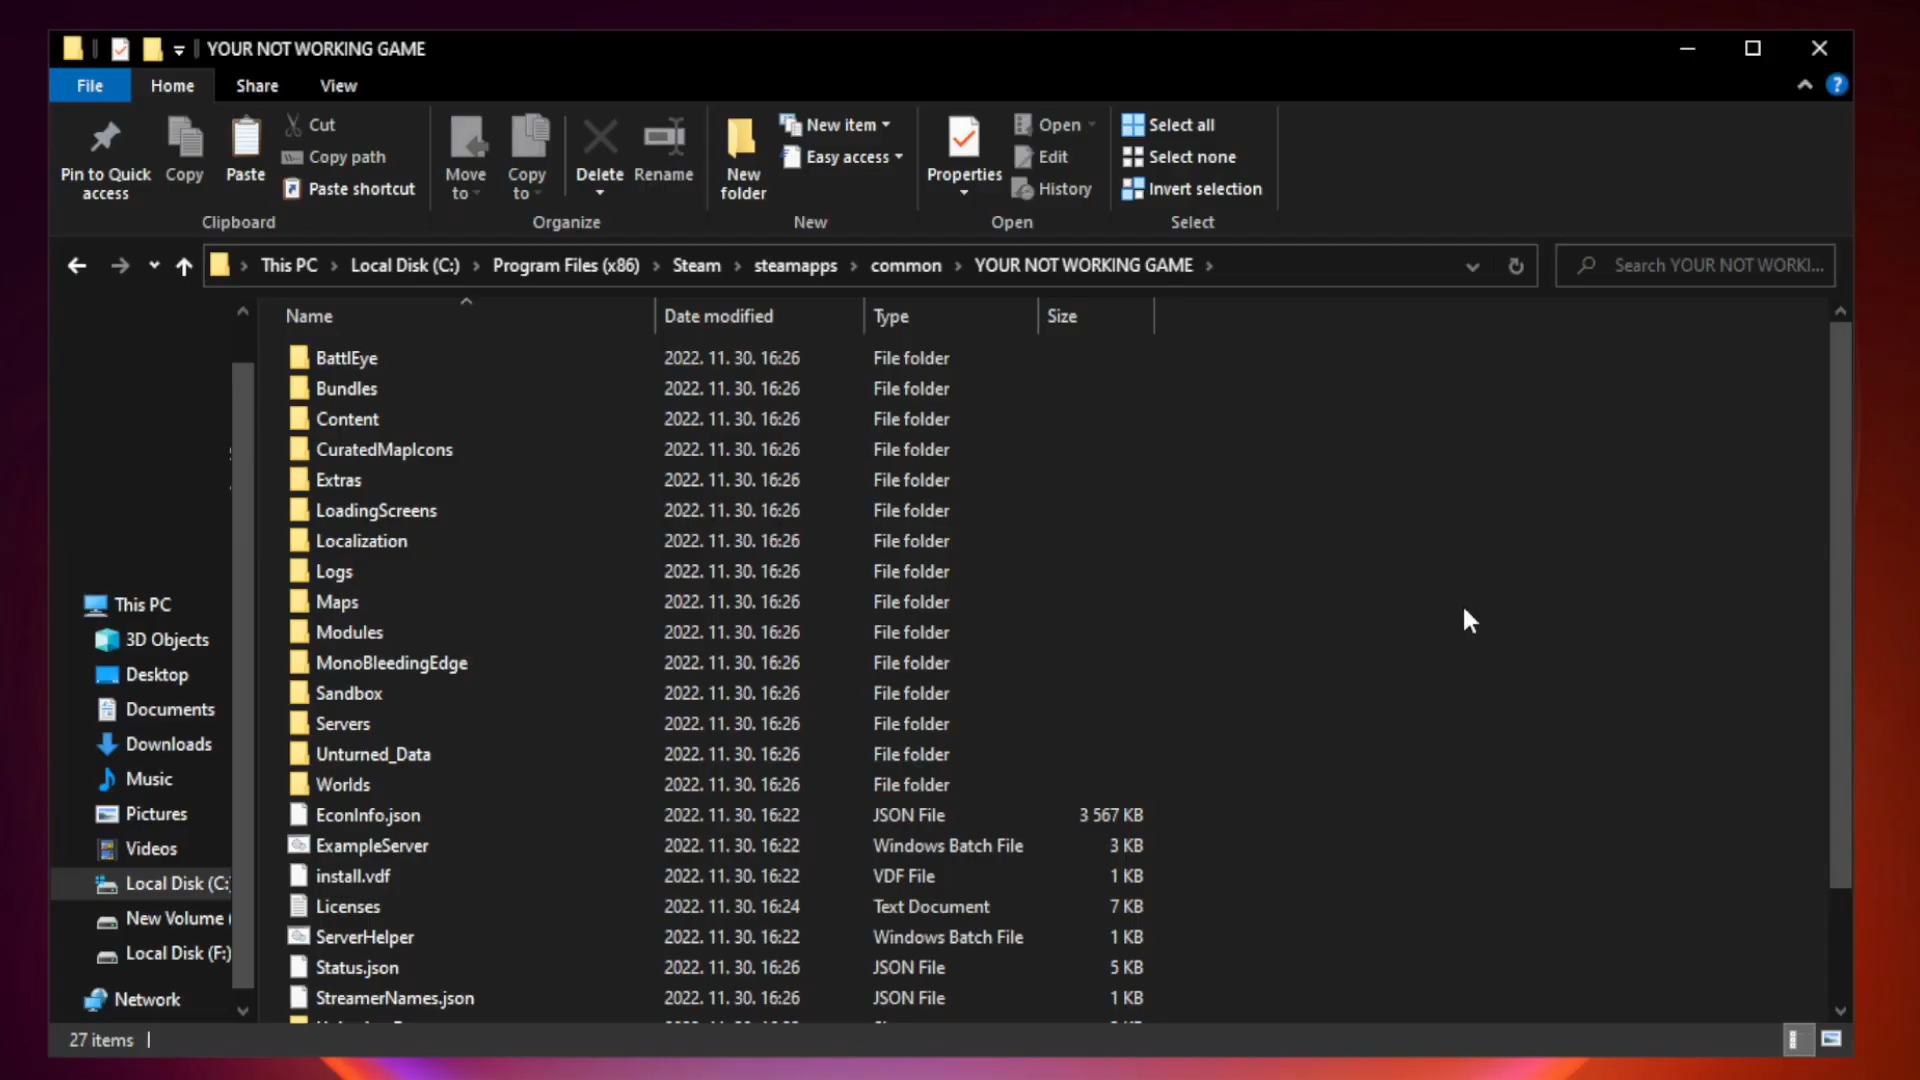 YOUR NOT WORKING GAME
File Home Share View
Pin to Quick access
Copy
Paste
Cut
Copy path
Paste shortcut
Clipboard
Move to
Copy to
Delete
Rename
Organize
New folder
New item
Easy access
New
Properties
Open
Edit
History
Open
Select all
Select none
Invert selection
Select
This PC > Local Disk (C:) > Program Files (x86) > Steam > steamapps > common > YOUR NOT WORKING GAME >
Search YOUR NOT WORKI...
This PC
3D Objects
Desktop
Documents
Downloads
Music
Pictures
Videos
Local Disk (C:
New Volume (
Local Disk (F:)
Network
Name Date modified Type Size
BattlEye 2022. 11. 30. 16:26 File folder
Bundles 2022. 11. 30. 16:26 File folder
Content 2022. 11. 30. 16:26 File folder
CuratedMapIcons 2022. 11. 30. 16:26 File folder
Extras 2022. 11. 30. 16:26 File folder
LoadingScreens 2022. 11. 30. 16:26 File folder
Localization 2022. 11. 30. 16:26 File folder
Logs 2022. 11. 30. 16:26 File folder
Maps 2022. 11. 30. 16:26 File folder
Modules 2022. 11. 30. 16:26 File folder
MonoBleedingEdge 2022. 11. 30. 16:26 File folder
Sandbox 2022. 11. 30. 16:26 File folder
Servers 2022. 11. 30. 16:26 File folder
Unturned_Data 2022. 11. 30. 16:26 File folder
Worlds 2022. 11. 30. 16:26 File folder
EconInfo.json 2022. 11. 30. 16:22 JSON File 3 567 KB
ExampleServer 2022. 11. 30. 16:22 Windows Batch File 3 KB
install.vdf 2022. 11. 30. 16:22 VDF File 1 KB
Licenses 2022. 11. 30. 16:24 Text Document 7 KB
ServerHelper 2022. 11. 30. 16:22 Windows Batch File 1 KB
Status.json 2022. 11. 30. 16:26 JSON File 5 KB
StreamerNames.json 2022. 11. 30. 16:26 JSON File 1 KB
27 items